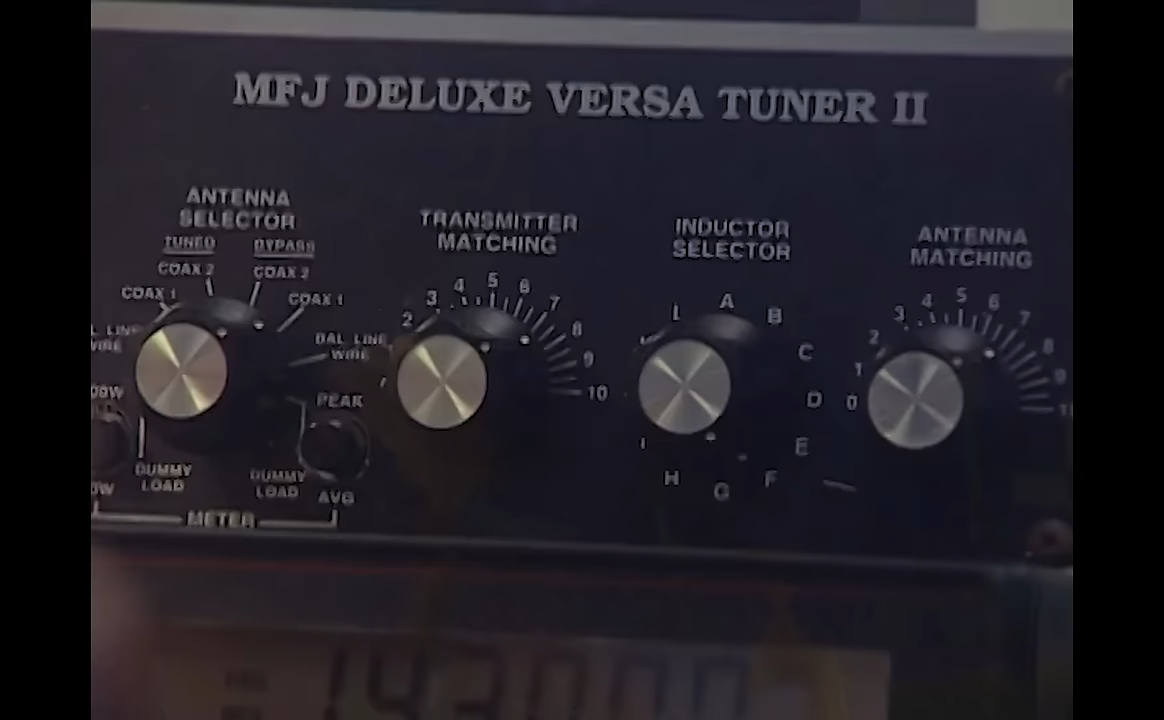 MFJ DELUXE VERSA TUNER II
ANTENNA
SELECTOR
TUNED BYPASS
COAX 2 COAX 2
COAX 1 COAX 1
BAL LINE
WIRE
PEAK
DUMMY
LOAD
DUMMY
LOAD
AVG
METER
TRANSMITTER
MATCHING
2 3 4 5 6 7 8 9 10
INDUCTOR
SELECTOR
L A B C D E F G H I
ANTENNA
MATCHING
0 1 2 3 4 5 6 7 8 9
143000